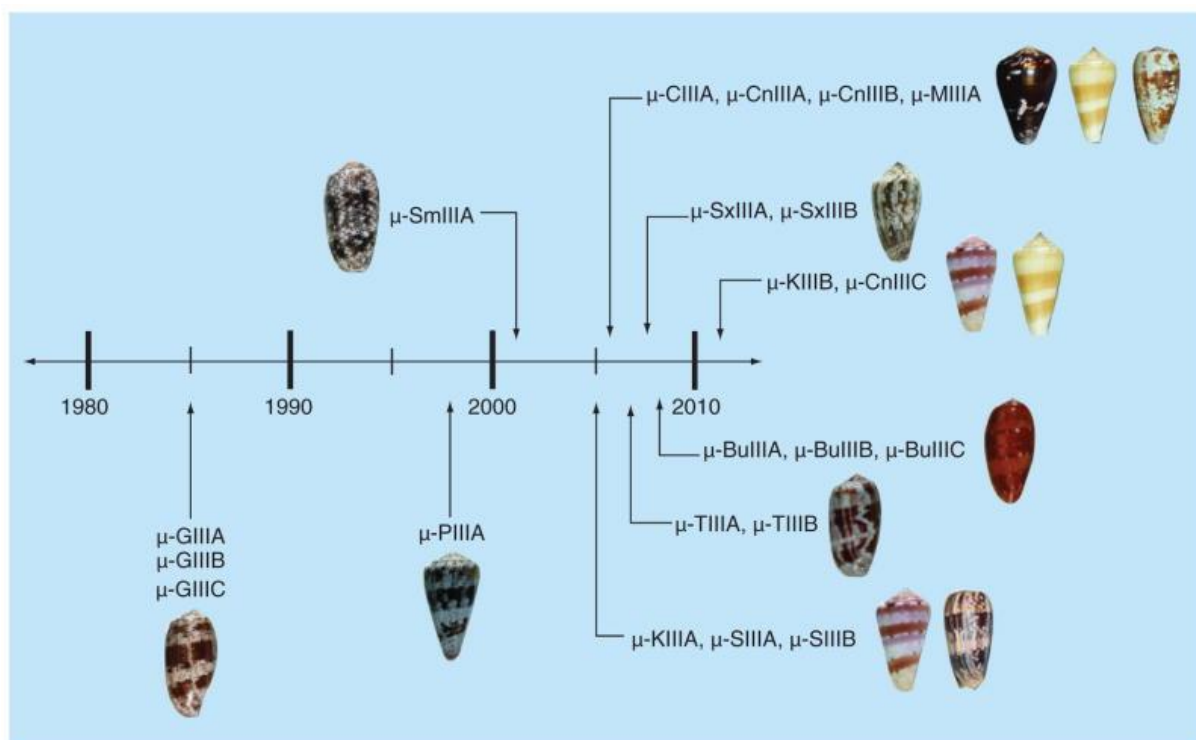 μ-CIIIA, μ-CnIIIA, μ-CnIIIB, μ-MIIIA
μ-SmIIIA
μ-SxIIIA, μ-SxIIIB
μ-KIIIB, μ-CnIIIC
1980
1990
2000
2010
μ-BuIIIA, μ-BuIIIB, μ-BuIIIC
μ-TIIIA, μ-TIIIB
μ-GIIIA
μ-GIIIB
μ-GIIIC
μ-PIIIA
μ-KIIIA, μ-SIIIA, μ-SIIIB